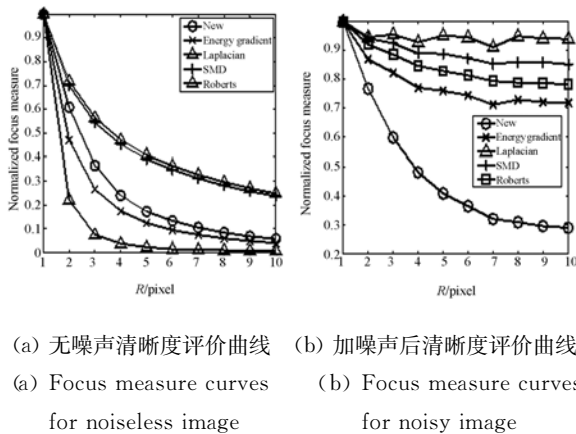 New
Energy gradient
Laplacian
SMD
Roberts
Normalized focus measure
0.9
0.8
0.7
0.6
0.5
0.4
0.3
0.2
0.1
0
1 2 3 4 5 6 7 8 9 10
R/pixel
1
0.9
0.8
0.7
0.6
0.5
0.4
0.3
0.2
Normalized focus measure
New
Energy gradient
Laplacian
SMD
Roberts
1 2 3 4 5 6 7 8 9 10
R/pixel
(a) 无噪声清晰度评价曲线
(b) 加噪声后清晰度评价曲线
(a) Focus measure curves
for noiseless image
(b) Focus measure curves
for noisy image